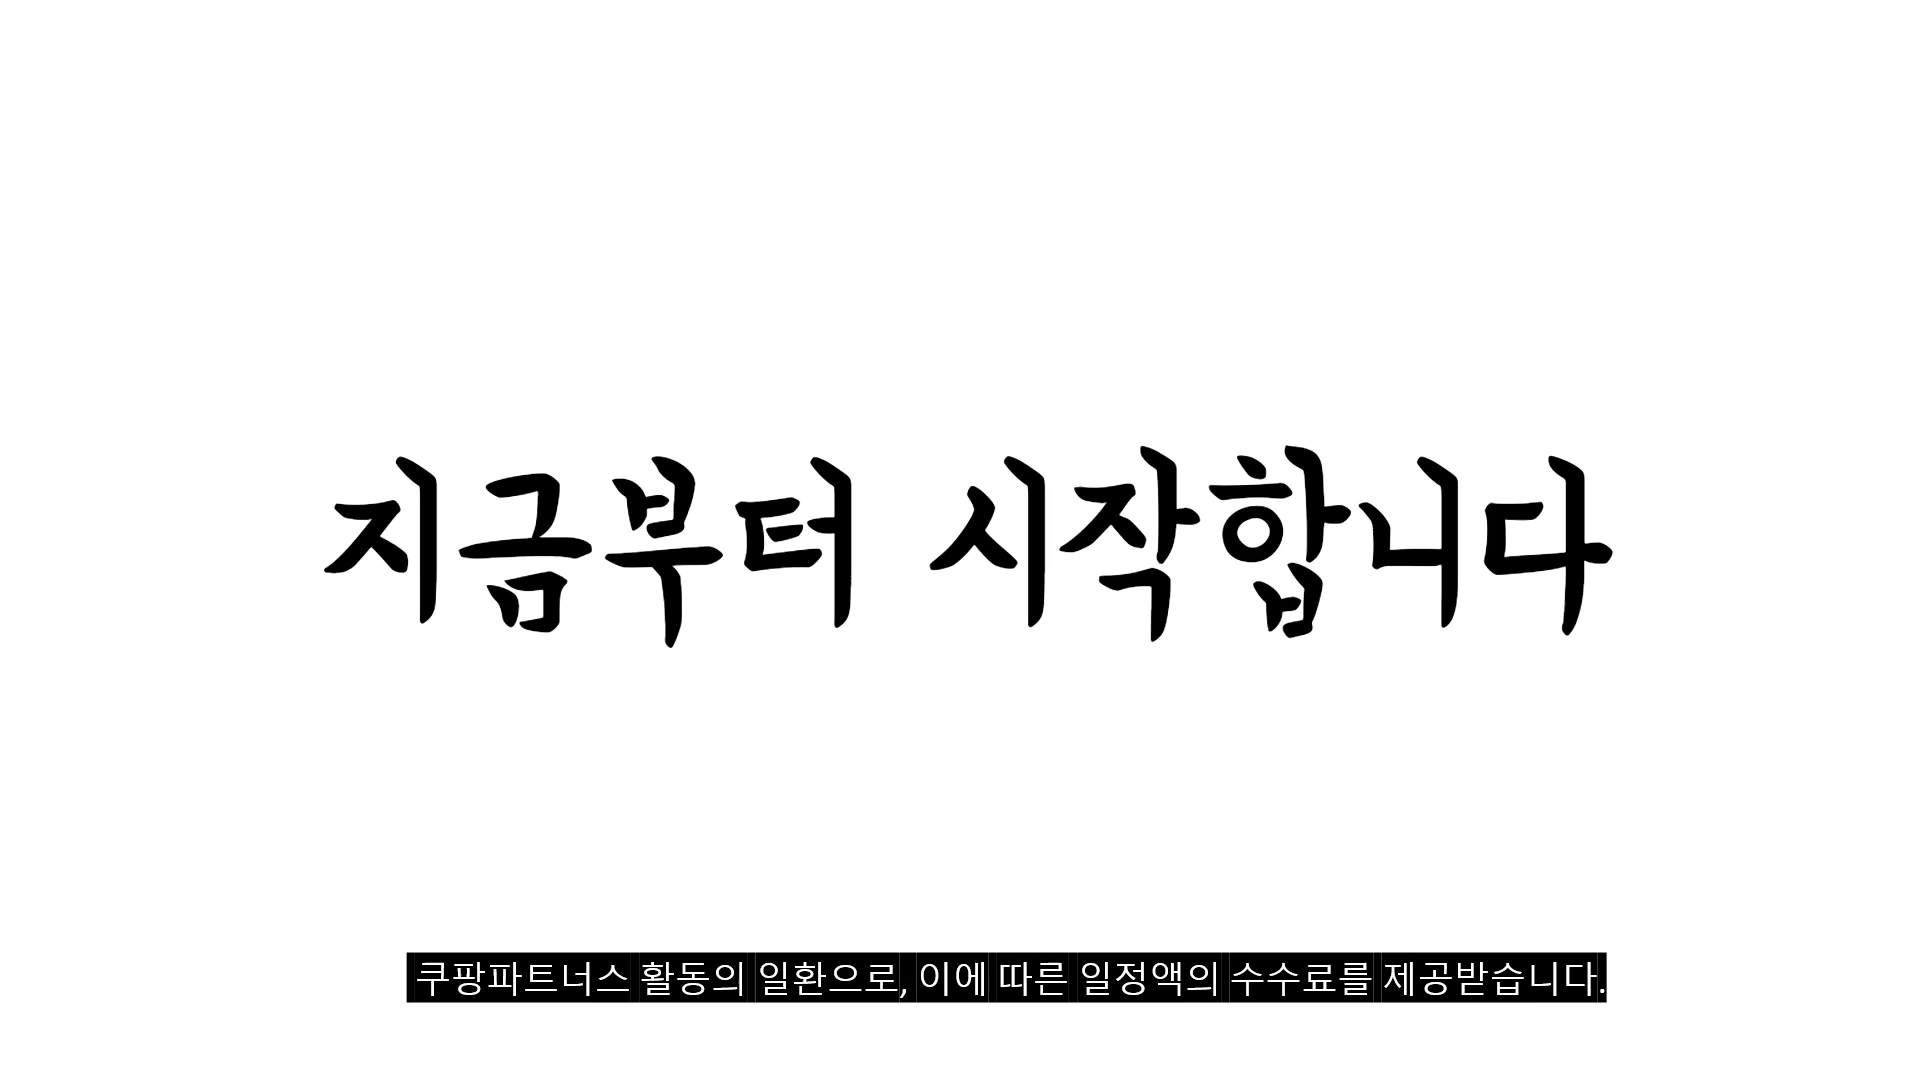 지금부터 시작합니다
쿠팡파트너스 활동의 일환으로, 이에 따른 일정액의 수수료를 제공받습니다.